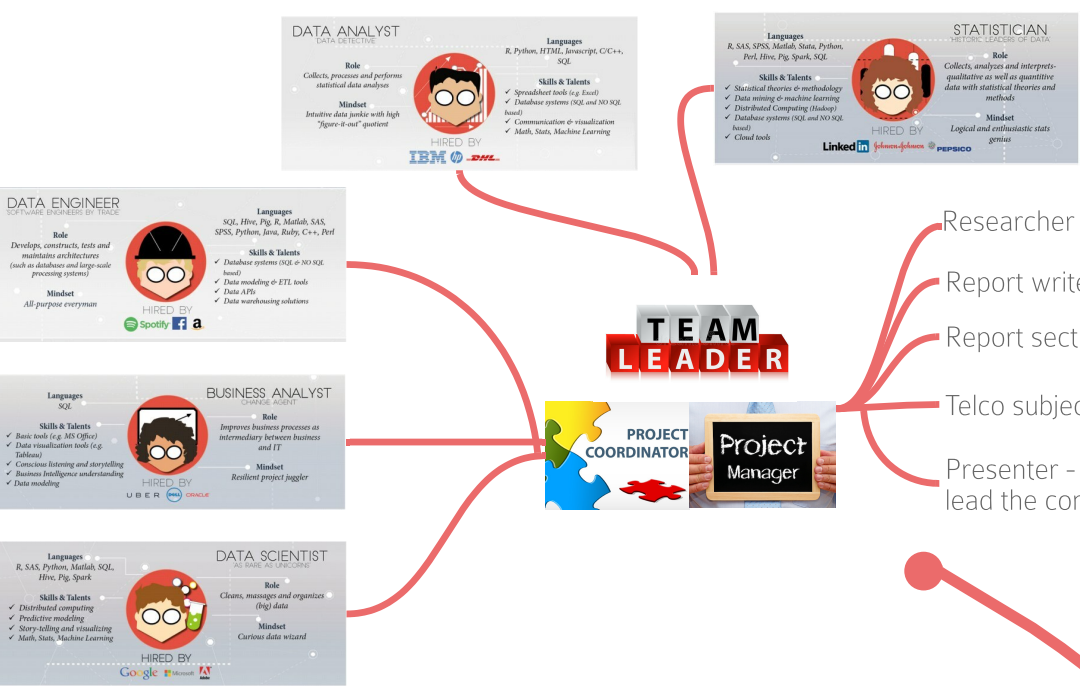 DATA ANALYST
DATA DETECTIVE
Role
Collects, processes and performs
statistical data analyses
Mindset
Intuitive data junkie with high
"figure-it-out" quotient
Languages
R, Python, HTML, Javascript, C/C++,
SQL
Skills & Talents
✓ Spreadsheet tools (e.g. Excel)
✓ Database systems (SQL and NO SQL
based)
✓ Communication & visualization
✓ Math, Stats, Machine Learning
HIRED BY
IBM hp DHL
STATISTICIAN
HISTORIC LEADERS OF DATA
Languages
R, SAS, SPSS, Matlab, Stata, Python,
Perl, Hive, Pig, Spark, SQL
Skills & Talents
✓ Statistical theories & methodology
✓ Data mining & machine learning
✓ Distributed Computing (Hadoop)
✓ Database systems (SQL and NO SQL
based)
✓ Cloud tools
Role
Collects, analyzes and interprets-
qualitative as well as quantitive
data with statistical theories and
methods
Mindset
Logical and enthusiastic stats
genius
HIRED BY
Linked in Johnson & Johnson PEPSICO
DATA ENGINEER
SOFTWARE ENGINEERS BY TRADE
Role
Develops, constructs, tests and
maintains architectures
(such as databases and large-scale
processing systems)
Mindset
All-purpose everyman
Languages
SQL, Hive, Pig, R, Matlab, SAS,
SPSS, Python, Java, Ruby, C++, Perl
Skills & Talents
✓ Database systems (SQL & NO SQL
based)
✓ Data modeling & ETL tools
✓ Data APIs
✓ Data warehousing solutions
HIRED BY
Spotify f a
BUSINESS ANALYST
CHANGE AGENT
Languages
SQL
Skills & Talents
✓ Basic tools (e.g. MS Office)
✓ Data visualization tools (e.g.
Tableau)
✓ Conscious listening and storytelling
✓ Business Intelligence understanding
✓ Data modeling
Role
Improves business processes as
intermediary between business
and IT
Mindset
Resilient project juggler
HIRED BY
UBER DELL ORACLE
DATA SCIENTIST
AS RARE AS UNICORNS
Languages
R, SAS, Python, Matlab, SQL,
Hive, Pig, Spark
Skills & Talents
✓ Distributed computing
✓ Predictive modeling
✓ Story-telling and visualizing
✓ Math, Stats, Machine Learning
Role
Cleans, massages and organizes
(big) data
Mindset
Curious data wizard
HIRED BY
Google Microsoft Adobe
TEAM
LEADER
PROJECT
COORDINATOR
Project
Manager
Researcher
Report write
Report sect
Telco subjec
Presenter -
lead the cor